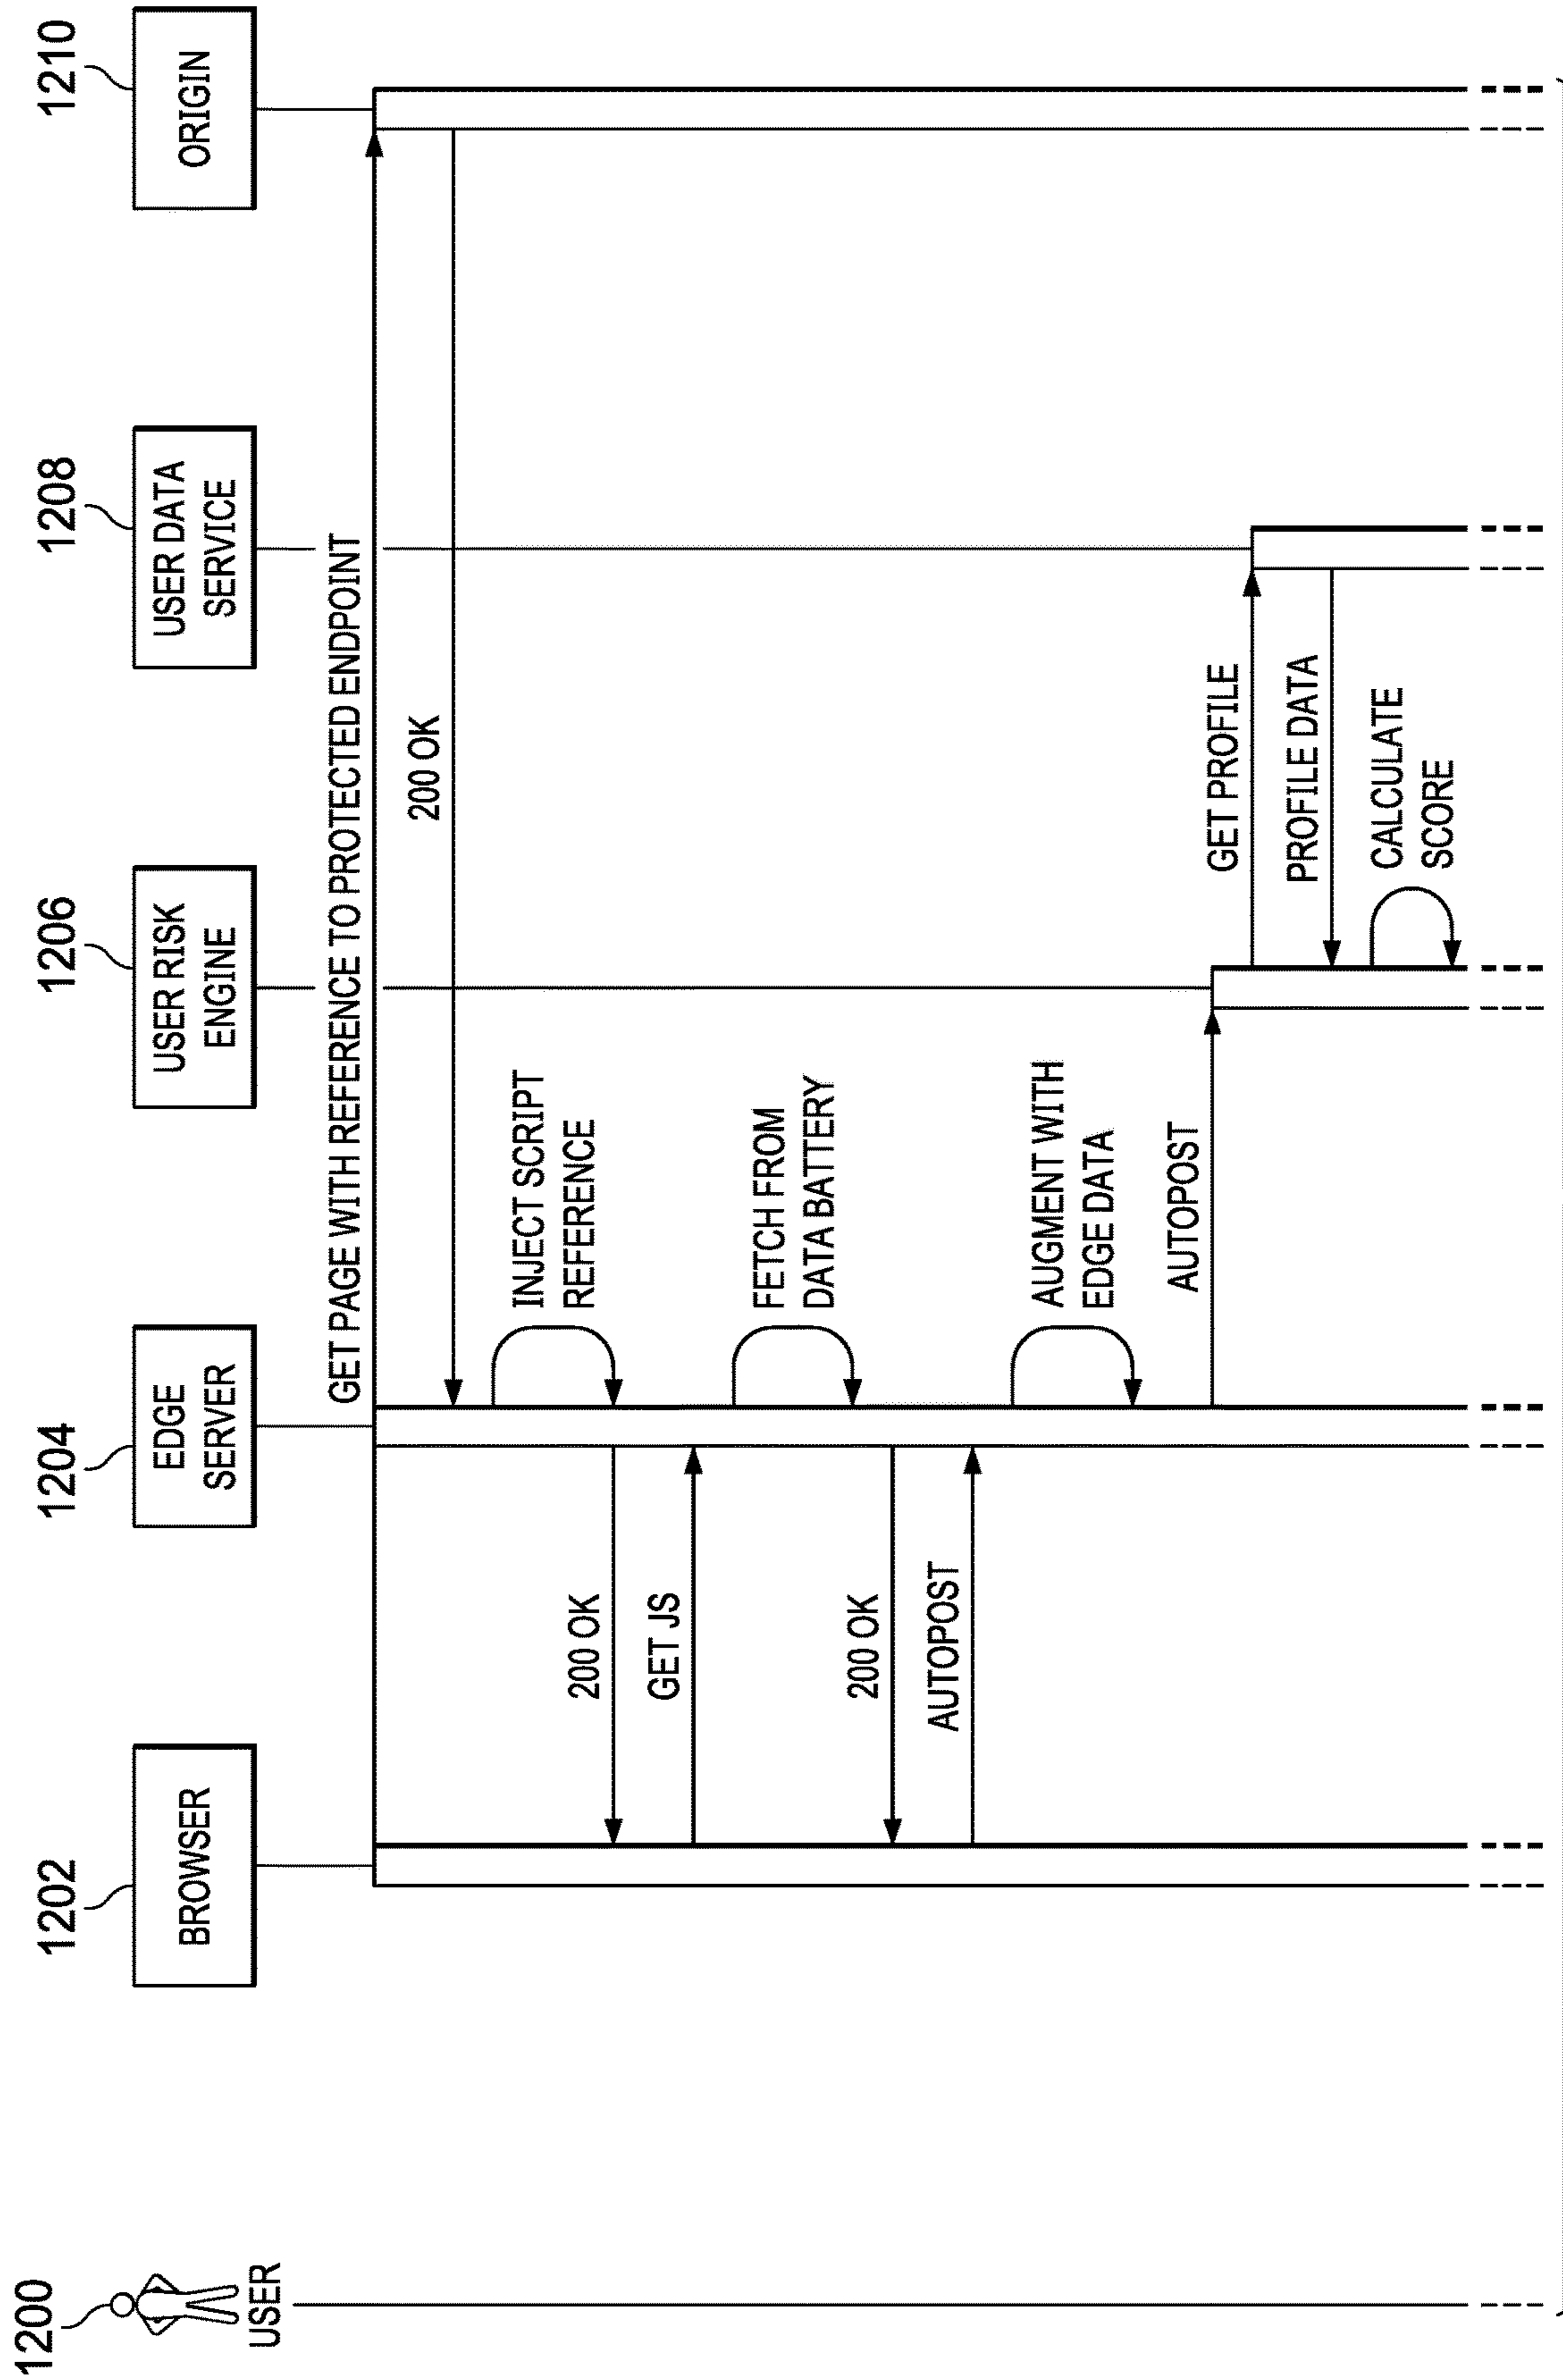 1200
USER
1202
BROWSER
1204
EDGE
SERVER
1206
USER RISK
ENGINE
1208
USER DATA
SERVICE
1210
ORIGIN
GET PAGE WITH REFERENCE TO PROTECTED ENDPOINT
200 OK
INJECT SCRIPT
REFERENCE
200 OK
GET JS
FETCH FROM
DATA BATTERY
200 OK
AUTOPOST
AUGMENT WITH
EDGE DATA
AUTOPOST
GET PROFILE
PROFILE DATA
CALCULATE
SCORE